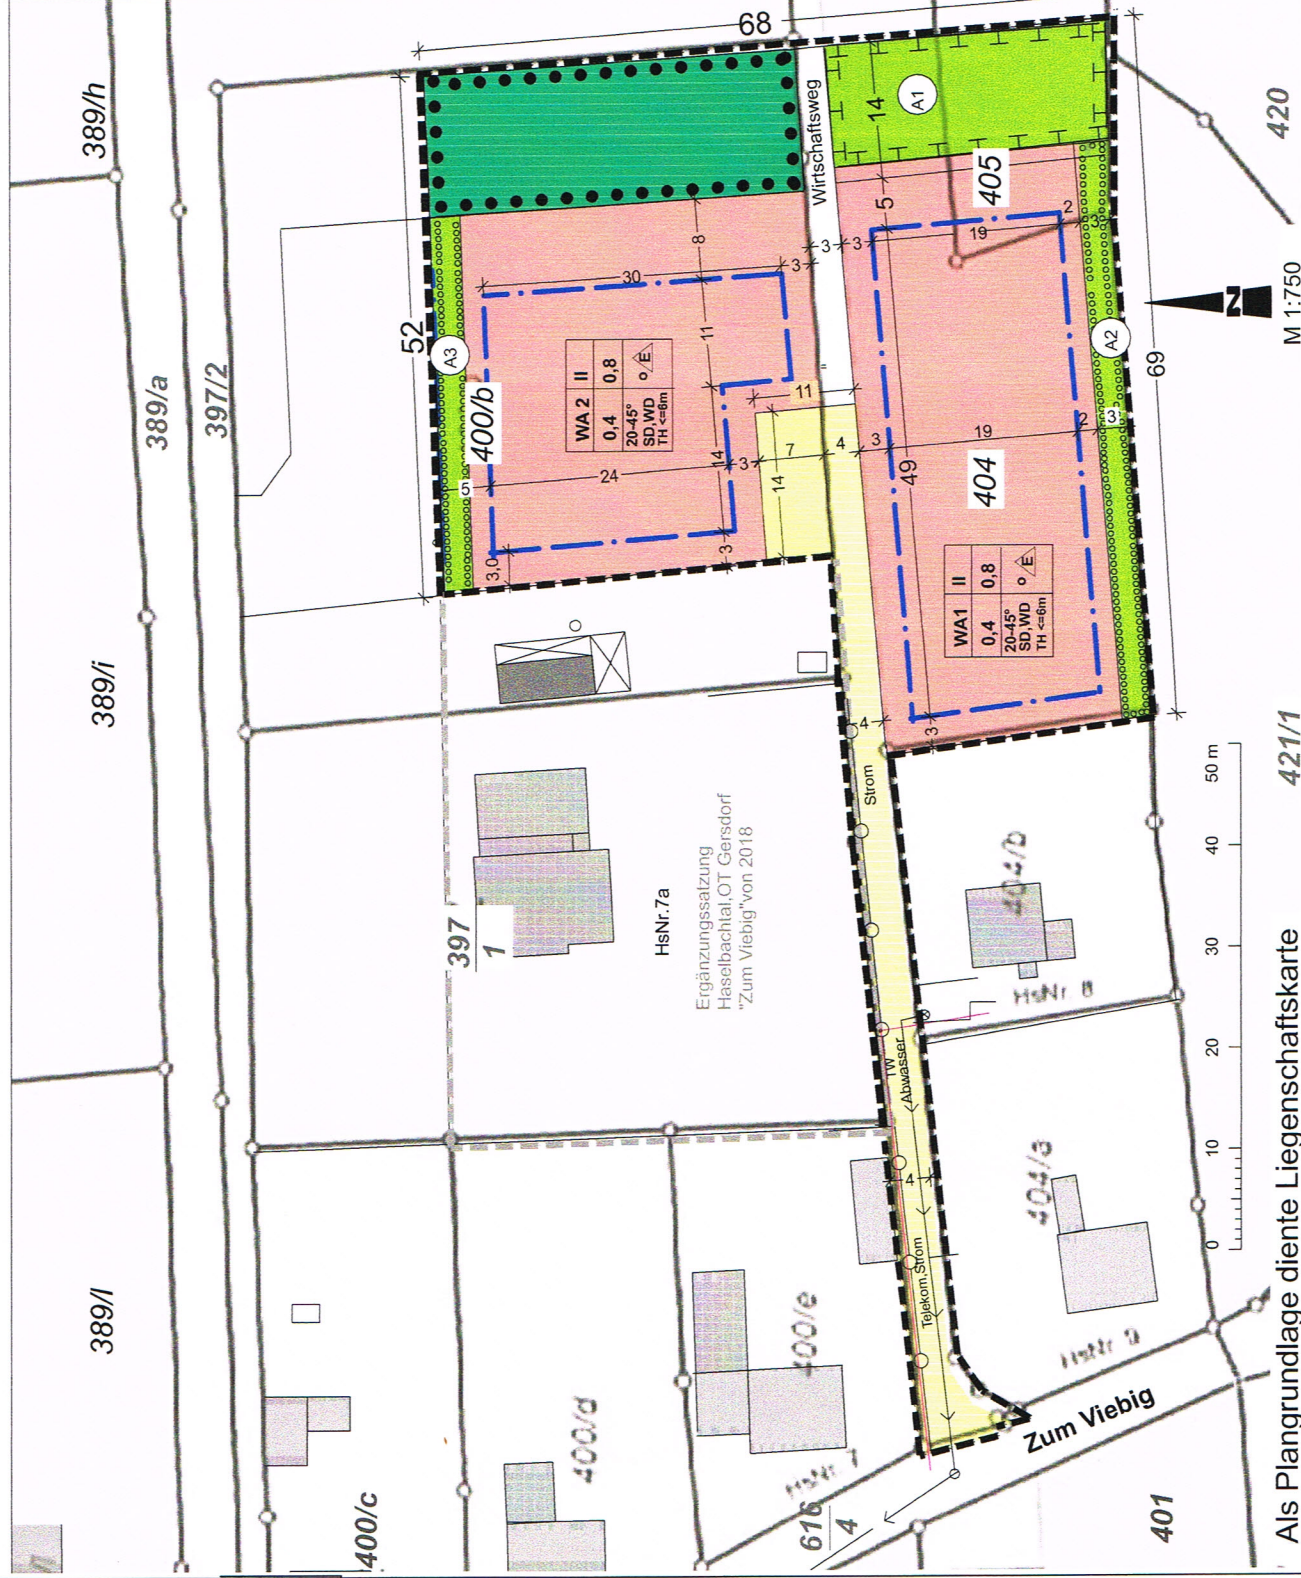 389/h
389/a
397/2
389/i
389/l
68
52
A3
400/b
WA 2 II
0,4 0,8
20-45° o E
SD,WD
TH <=6m
30
8
11
14
24
5
3,0
3
3
3
7
14
11
4
Wirtschaftsweg
14
A1
405
5
3
3
19
2
3
49
404
3
19
2
3
WA1 II
0,4 0,8
20-45° o E
SD,WD
TH <=6m
3
A2
69
N
M 1:750
420
421/1
397
1
HsNr.7a
Ergänzungssatzung
Haselbachtal,OT Gersdorf
"Zum Viebig"von 2018
4
Strom
TW
Abwasser
4
Telekom,Strom
404/b
HsNr. 8
404/a
HsNr. 9
400/e
400/d
400/c
HsNr. 7
616
4
Zum Viebig
401
0 10 20 30 40 50 m
Als Plangrundlage diente Liegenschaftskarte